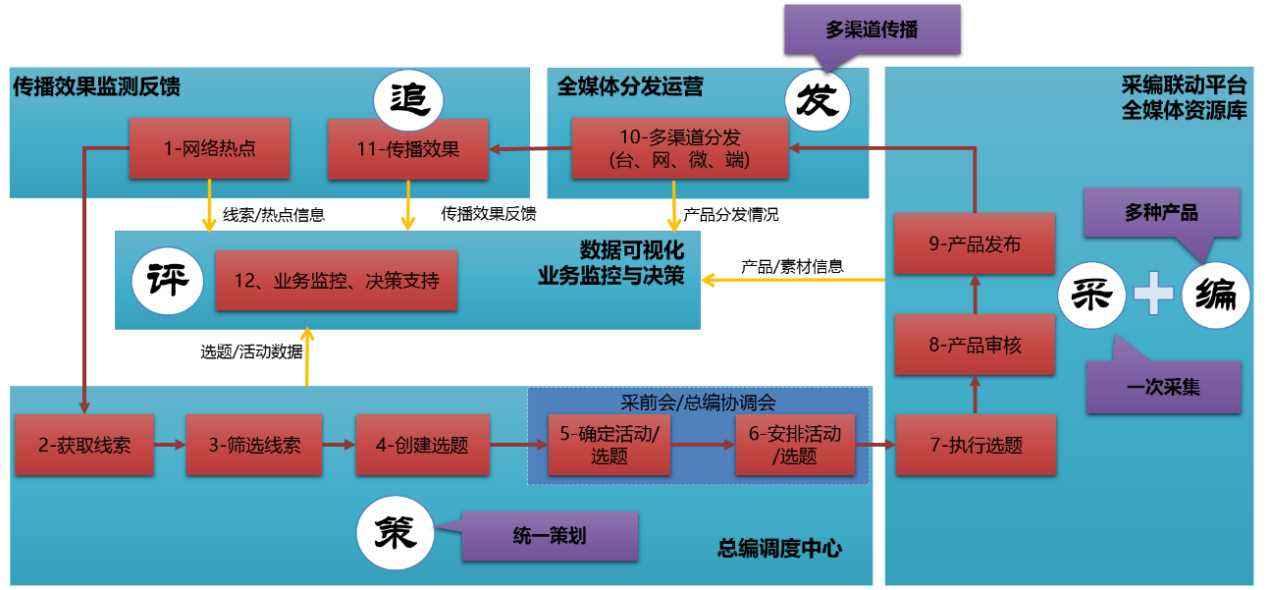 多渠道传播
传播效果监测反馈
追
1-网络热点
11-传播效果
全媒体分发运营
发
10-多渠道分发
(台、网、微、端)
采编联动平台
全媒体资源库
线索/热点信息
传播效果反馈
产品分发情况
多种产品
数据可视化
业务监控与决策
评
12、业务监控、决策支持
产品/素材信息
9-产品发布
采
编
8-产品审核
一次采集
选题/活动数据
采前会/总编协调会
2-获取线索
3-筛选线索
4-创建选题
5-确定活动/
选题
6-安排活动
/选题
7-执行选题
策
统一策划
总编调度中心